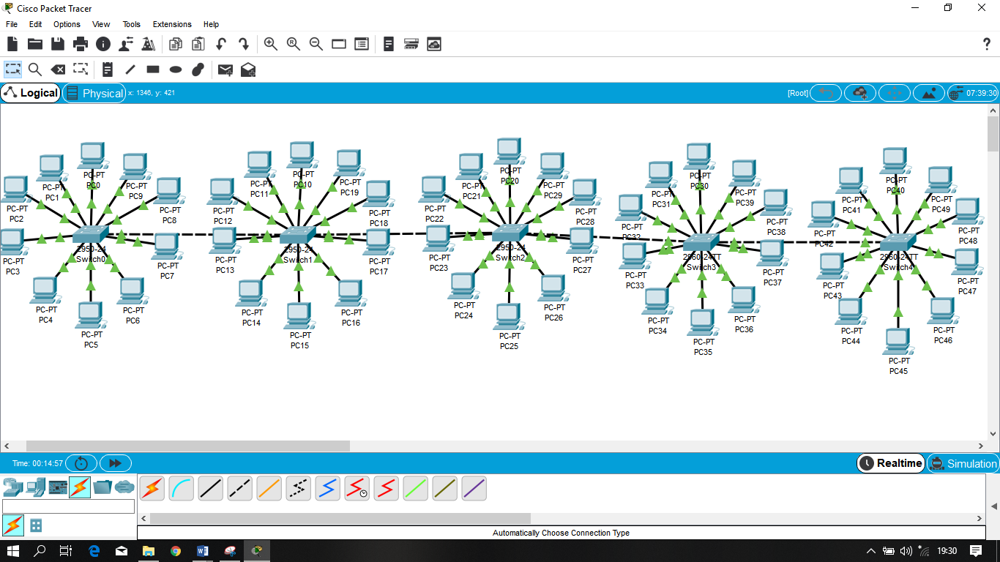 Cisco Packet Tracer
File Edit Options View Tools Extensions Help
?
Logical Physical x: 1346, y: 421 [Root] 07:39:30
PC-PT
PC0
PC-PT
PC1
PC-PT
PC2
PC-PT
PC3
PC-PT
PC4
PC-PT
PC5
PC-PT
PC6
PC-PT
PC7
PC-PT
PC8
PC-PT
PC9
2950-24
Switch0
PC-PT
PC10
PC-PT
PC11
PC-PT
PC12
PC-PT
PC13
PC-PT
PC14
PC-PT
PC15
PC-PT
PC16
PC-PT
PC17
PC-PT
PC18
PC-PT
PC19
2950-24
Switch1
PC-PT
PC20
PC-PT
PC21
PC-PT
PC22
PC-PT
PC23
PC-PT
PC24
PC-PT
PC25
PC-PT
PC26
PC-PT
PC27
PC-PT
PC28
PC-PT
PC29
2950-24
Switch2
PC-PT
PC30
PC-PT
PC31
PC-PT
PC32
PC-PT
PC33
PC-PT
PC34
PC-PT
PC35
PC-PT
PC36
PC-PT
PC37
PC-PT
PC38
PC-PT
PC39
2960-24TT
Switch3
PC-PT
PC40
PC-PT
PC41
PC-PT
PC42
PC-PT
PC43
PC-PT
PC44
PC-PT
PC45
PC-PT
PC46
PC-PT
PC47
PC-PT
PC48
PC-PT
PC49
2960-24TT
Switch4
Time: 00:14:57 Realtime Simulation
Automatically Choose Connection Type
19:30